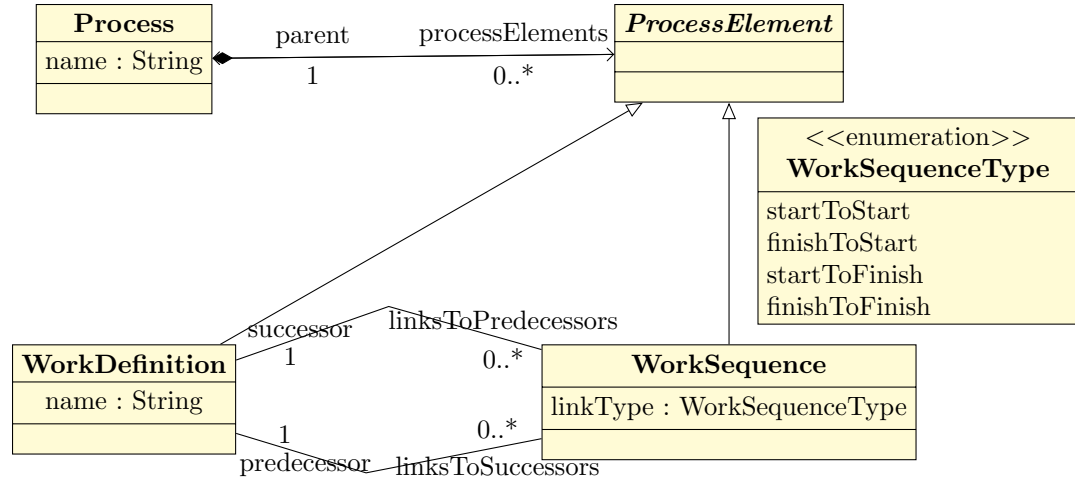 Process
name : String
parent
processElements
1
0..*
ProcessElement
<<enumeration>>
WorkSequenceType
startToStart
finishToStart
startToFinish
finishToFinish
successor
linksToPredecessors
1
0..*
WorkDefinition
name : String
WorkSequence
linkType : WorkSequenceType
1
0..*
predecessor
linksToSuccessors